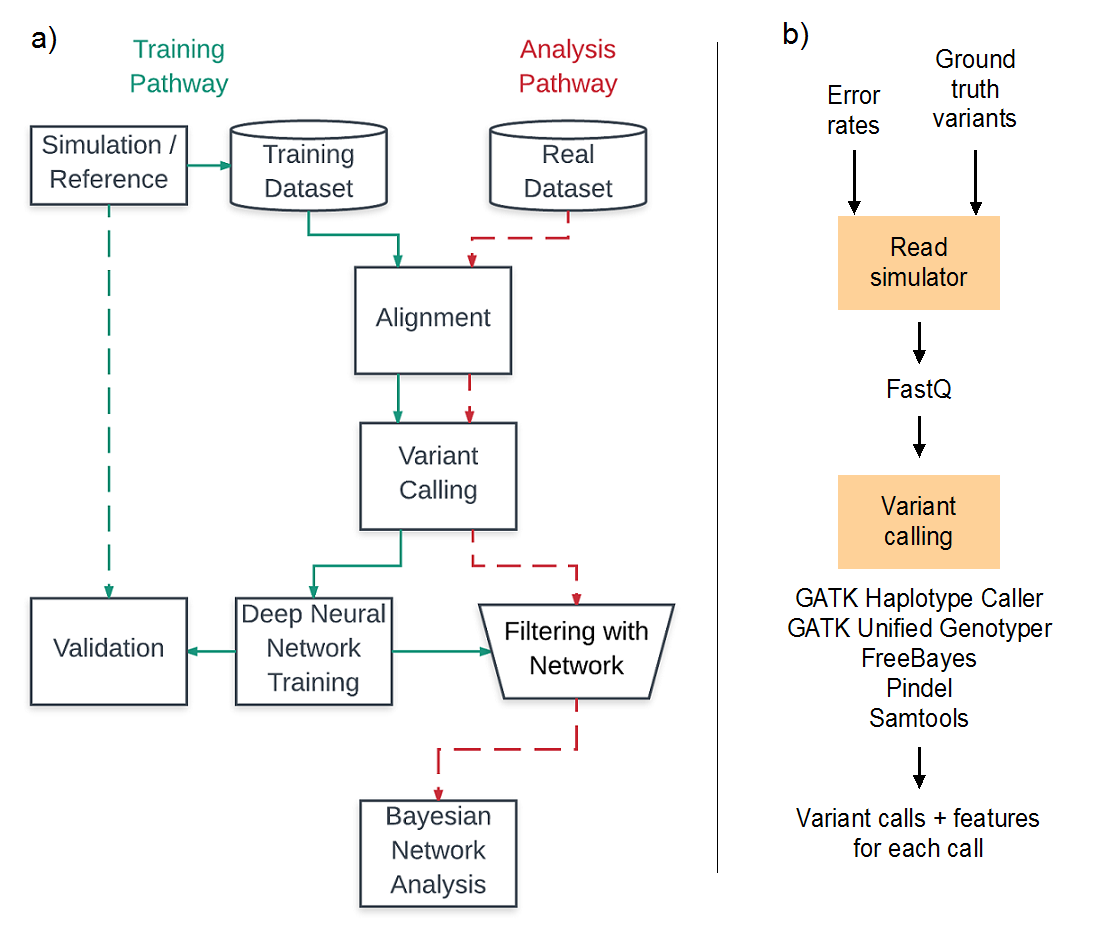 a)
Training
Pathway
Analysis
Pathway
Simulation /
Reference
Training
Dataset
Real
Dataset
Alignment
Variant
Calling
Validation
Deep Neural
Network
Training
Filtering with
Network
Bayesian
Network
Analysis
b)
Error
rates
Ground
truth
variants
Read
simulator
FastQ
Variant
calling
GATK Haplotype Caller
GATK Unified Genotyper
FreeBayes
Pindel
Samtools
Variant calls + features
for each call